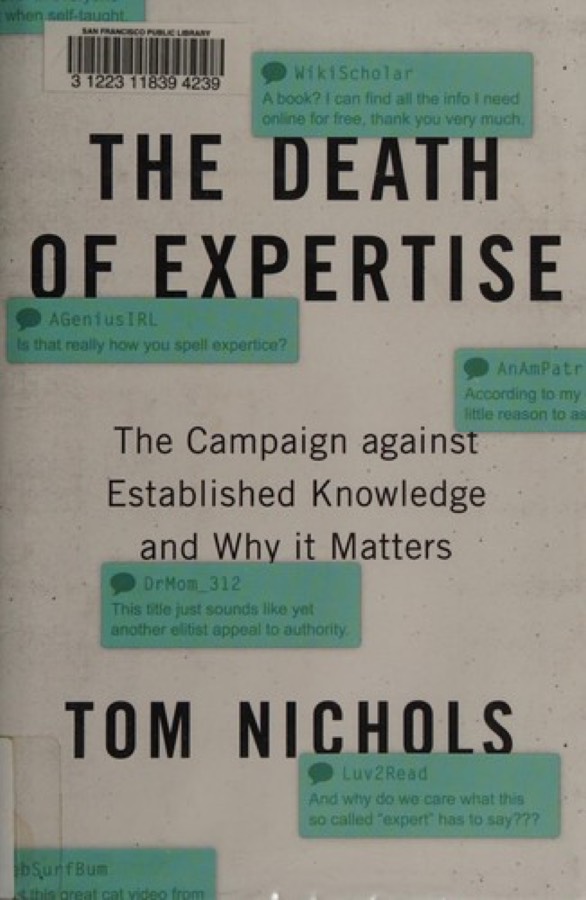 when self-taught
SAN FRANCISCO PUBLIC LIBRARY
3 1223 11839 4239
WikiScholar
A book? I can find all the info I need
online for free, thank you very much.
THE DEATH
OF EXPERTISE
AGeniusIRL
Is that really how you spell expertice?
AnAmPatr
According to my
little reason to as
The Campaign against
Established Knowledge
and Why it Matters
DrMom_312
This title just sounds like yet
another elitist appeal to authority.
TOM NICHOLS
Luv2Read
And why do we care what this
so called "expert" has to say???
ebSurfBum
this great cat video from